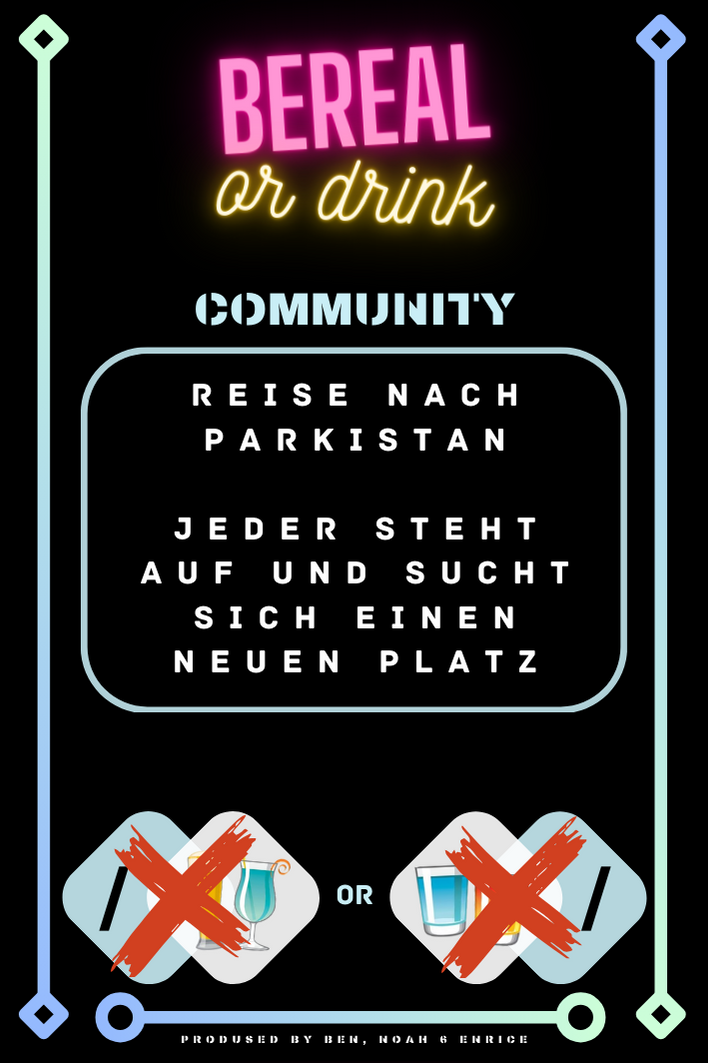 BEREAL
or drink
COMMUNITY
REISE NACH
PARKISTAN
JEDER STEHT
AUF UND SUCHT
SICH EINEN
NEUEN PLATZ
/ OR /
PRODUSED BY BEN, NOAH & ENRICE